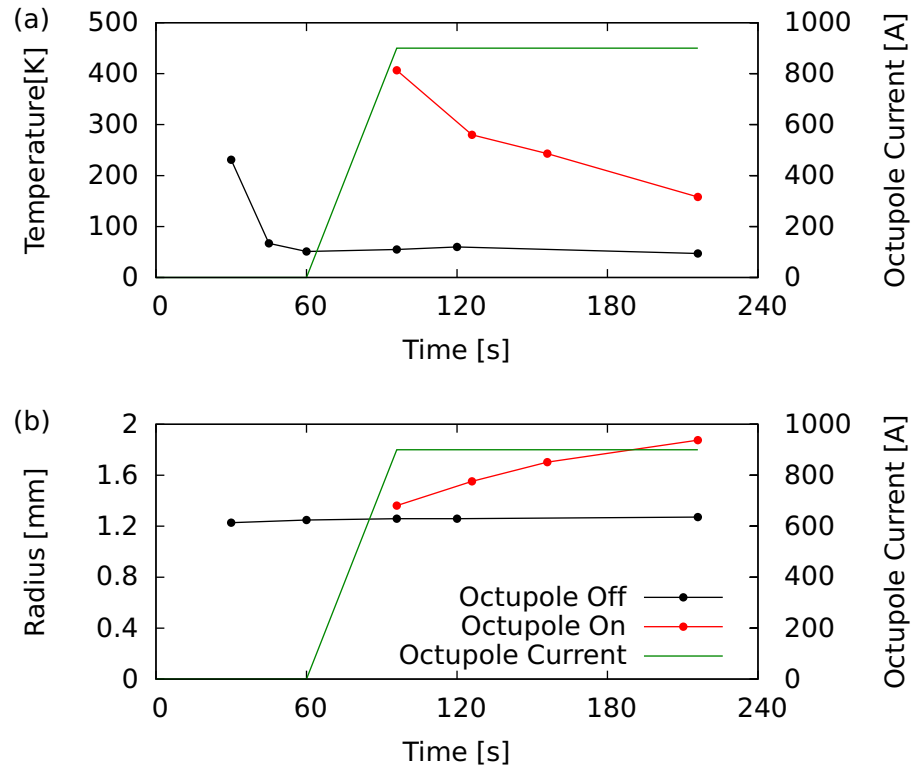 (a)
500
400
300
200
100
0
Temperature[K]
1000
800
600
400
200
0
Octupole Current [A]
0 60 120 180 240
Time [s]
(b)
2
1.6
1.2
0.8
0.4
0
Radius [mm]
1000
800
600
400
200
0
Octupole Current [A]
Octupole Off
Octupole On
Octupole Current
0 60 120 180 240
Time [s]